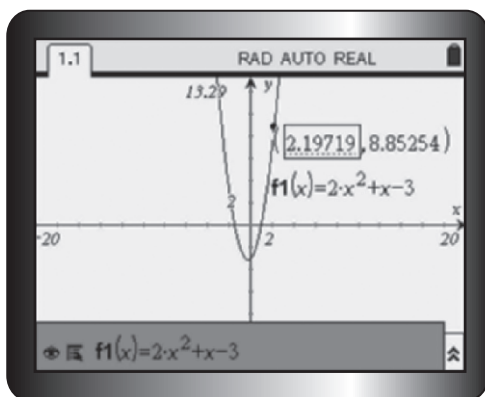 1.1 RAD AUTO REAL
13.29 y
(2.19719,8.85254)
f1(x)=2·x²+x−3
2
x
-20 2 20
f1(x)=2·x²+x−3